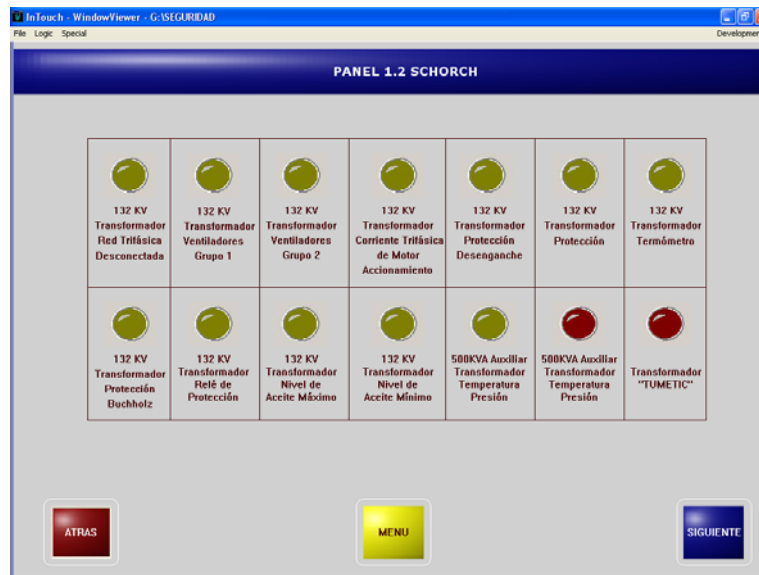 InTouch - WindowViewer - G:\SEGURIDAD
File Logic Special
Developmen
PANEL 1.2 SCHORCH
132 KV
Transformador
Red Trifásica
Desconectada
132 KV
Transformador
Ventiladores
Grupo 1
132 KV
Transformador
Ventiladores
Grupo 2
132 KV
Transformador
Corriente Trifásica
de Motor
Accionamiento
132 KV
Transformador
Protección
Desenganche
132 KV
Transformador
Protección
132 KV
Transformador
Termómetro
132 KV
Transformador
Protección
Buchholz
132 KV
Transformador
Relé de
Protección
132 KV
Transformador
Nivel de
Aceite Máximo
132 KV
Transformador
Nivel de
Aceite Mínimo
500KVA Auxiliar
Transformador
Temperatura
Presión
500KVA Auxiliar
Transformador
Temperatura
Presión
Transformador
"TUMETIC"
ATRAS
MENU
SIGUIENTE